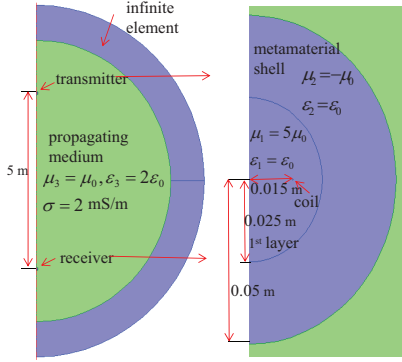 infinite
element
transmitter
5 m
propagating
medium
μ₃ = μ₀, ε₃ = 2ε₀
σ = 2 mS/m
receiver
metamaterial
shell
μ₂=−μ₀
ε₂=ε₀
μ₁ = 5μ₀
ε₁ = ε₀
0.015 m
coil
0.025 m
1ˢᵗ layer
0.05 m